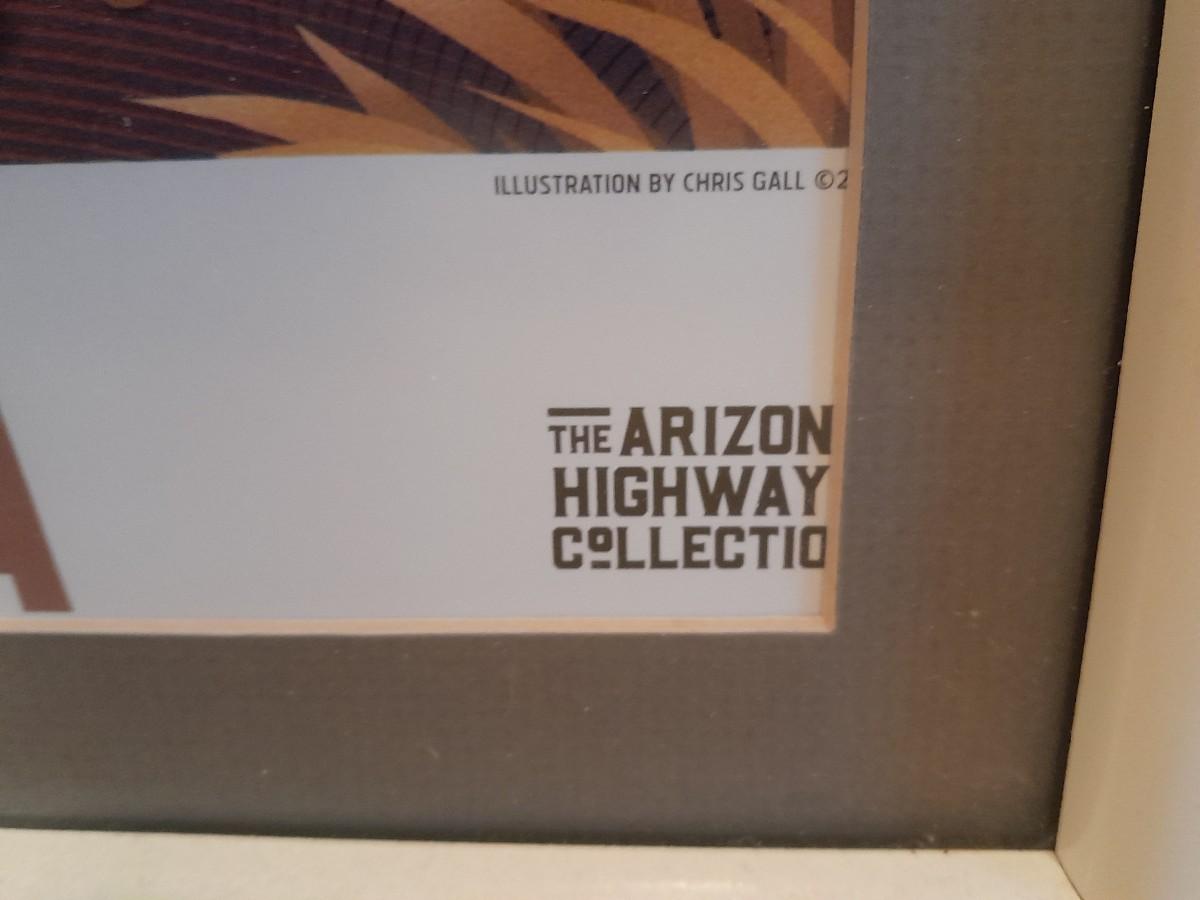 ILLUSTRATION BY CHRIS GALL ©2
A
THE ARIZON
HIGHWAY
COLLECTIO